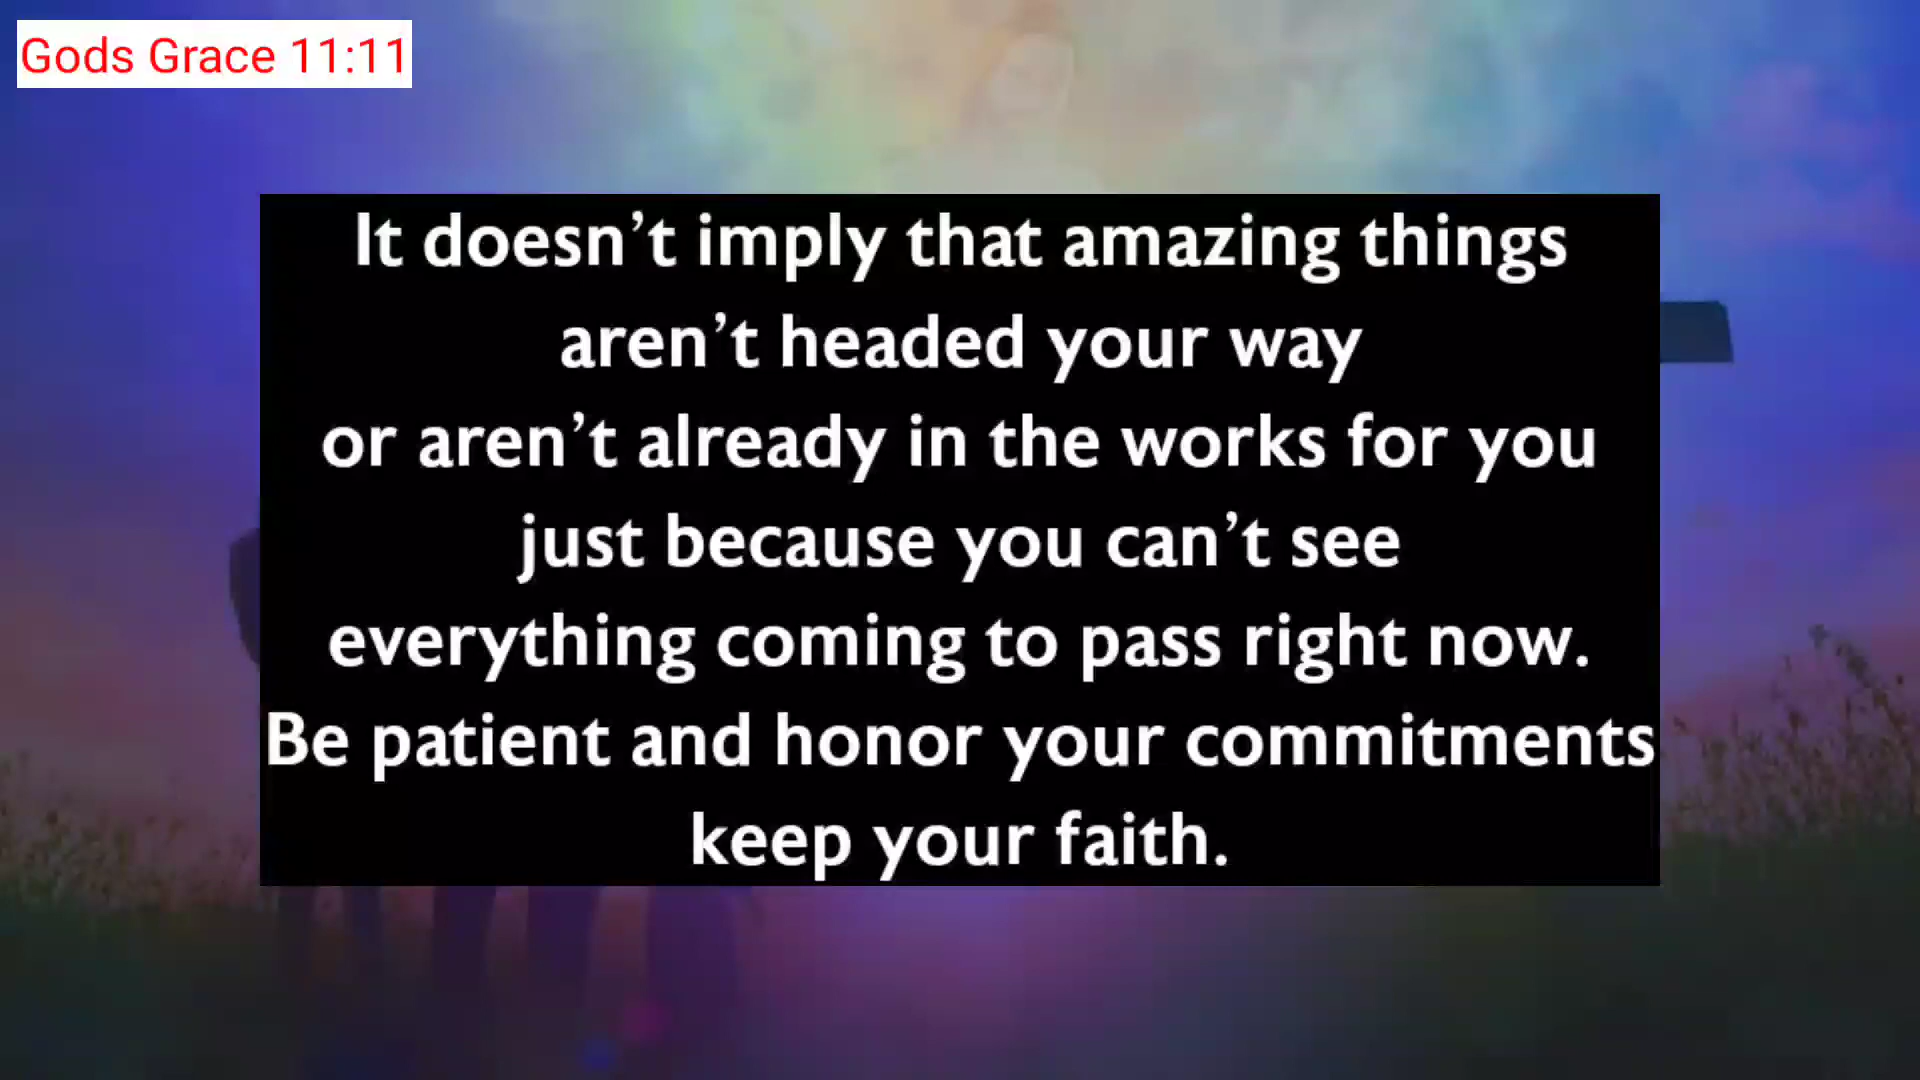 Gods Grace 11:11
It doesn’t imply that amazing things
aren’t headed your way
or aren’t already in the works for you
just because you can’t see
everything coming to pass right now.
Be patient and honor your commitments
keep your faith.